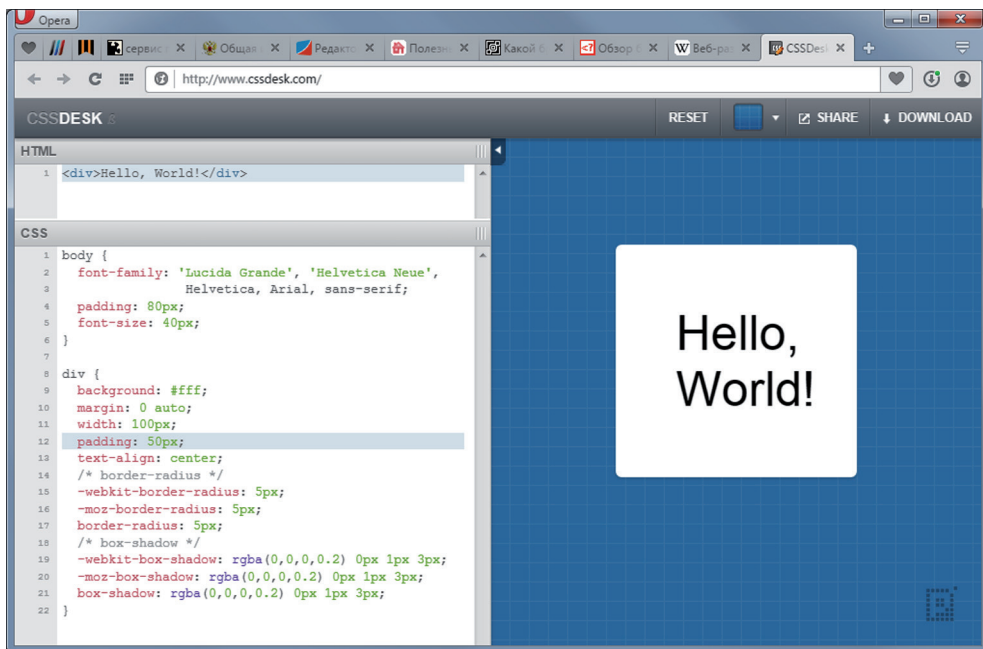 Opera
сервис
Общая
Редакто
Полезн
Какой б
Обзор б
Веб-раз
CSSDesk
http://www.cssdesk.com/
CSSDESK
RESET
SHARE
DOWNLOAD
HTML
1 <div>Hello, World!</div>
CSS
1 body {
2 font-family: 'Lucida Grande', 'Helvetica Neue',
3 Helvetica, Arial, sans-serif;
4 padding: 80px;
5 font-size: 40px;
6 }
7
8 div {
9 background: #fff;
10 margin: 0 auto;
11 width: 100px;
12 padding: 50px;
13 text-align: center;
14 /* border-radius */
15 -webkit-border-radius: 5px;
16 -moz-border-radius: 5px;
17 border-radius: 5px;
18 /* box-shadow */
19 -webkit-box-shadow: rgba(0,0,0,0.2) 0px 1px 3px;
20 -moz-box-shadow: rgba(0,0,0,0.2) 0px 1px 3px;
21 box-shadow: rgba(0,0,0,0.2) 0px 1px 3px;
22 }
Hello,
World!